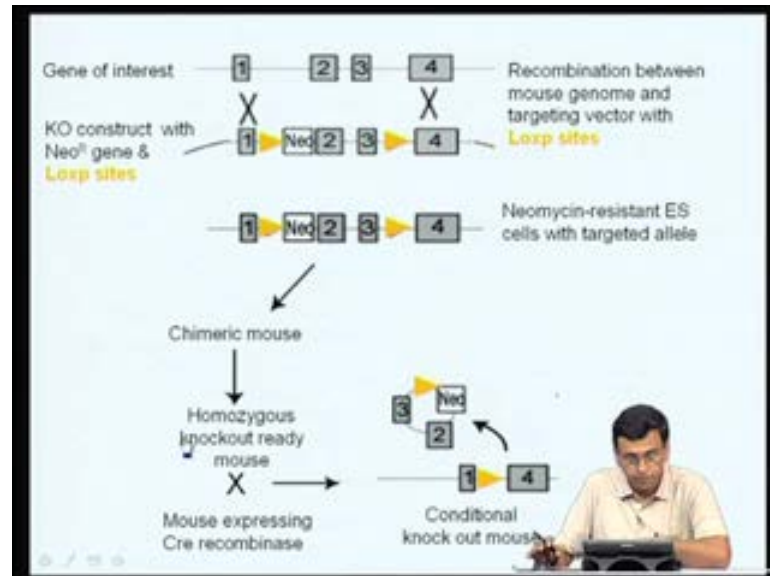 Gene of interest
1 2 3 4
Recombination between
mouse genome and
targeting vector with
Loxp sites
KO construct with
Neoᴿ gene &
Loxp sites
1 Neo 2 3 4
1 Neo 2 3 4
Neomycin-resistant ES
cells with targeted allele
Chimeric mouse
Homozygous
knockout ready
mouse
X
Mouse expressing
Cre recombinase
3 Neo 2
1 4
Conditional
knock out mouse